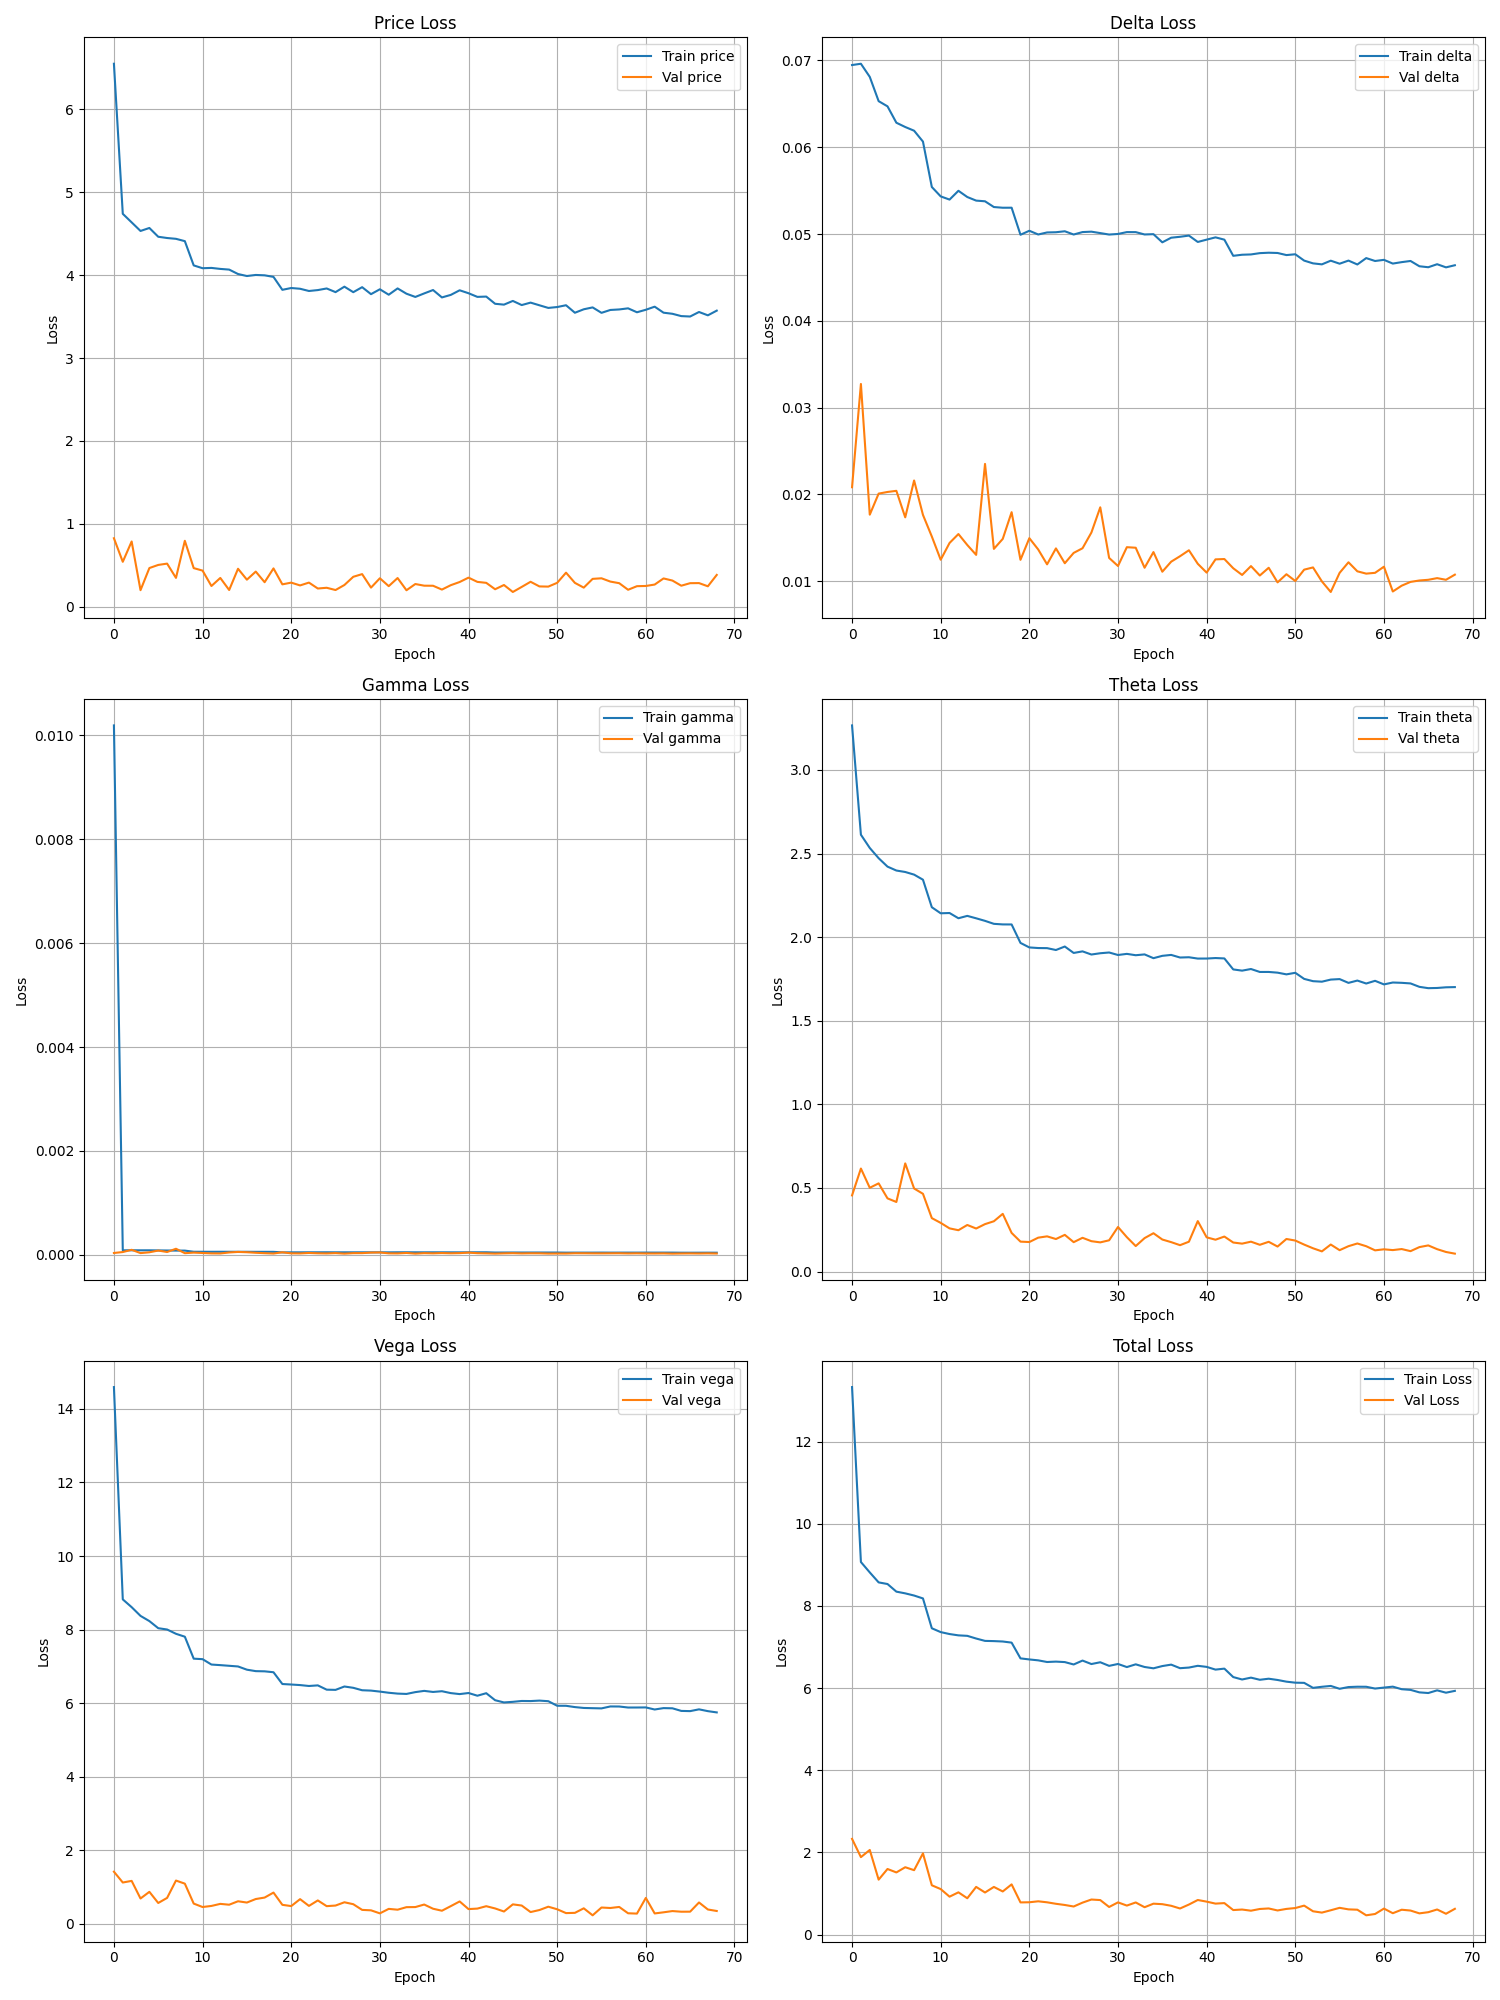 Price Loss
Train price
Val price
6
5
4
3
2
1
0
Loss
0 10 20 30 40 50 60 70
Epoch
Delta Loss
Train delta
Val delta
0.07
0.06
0.05
0.04
0.03
0.02
0.01
Loss
0 10 20 30 40 50 60 70
Epoch
Gamma Loss
Train gamma
Val gamma
0.010
0.008
0.006
0.004
0.002
0.000
Loss
0 10 20 30 40 50 60 70
Epoch
Theta Loss
Train theta
Val theta
3.0
2.5
2.0
1.5
1.0
0.5
0.0
Loss
0 10 20 30 40 50 60 70
Epoch
Vega Loss
Train vega
Val vega
14
12
10
8
6
4
2
0
Loss
0 10 20 30 40 50 60 70
Epoch
Total Loss
Train Loss
Val Loss
12
10
8
6
4
2
0
Loss
0 10 20 30 40 50 60 70
Epoch